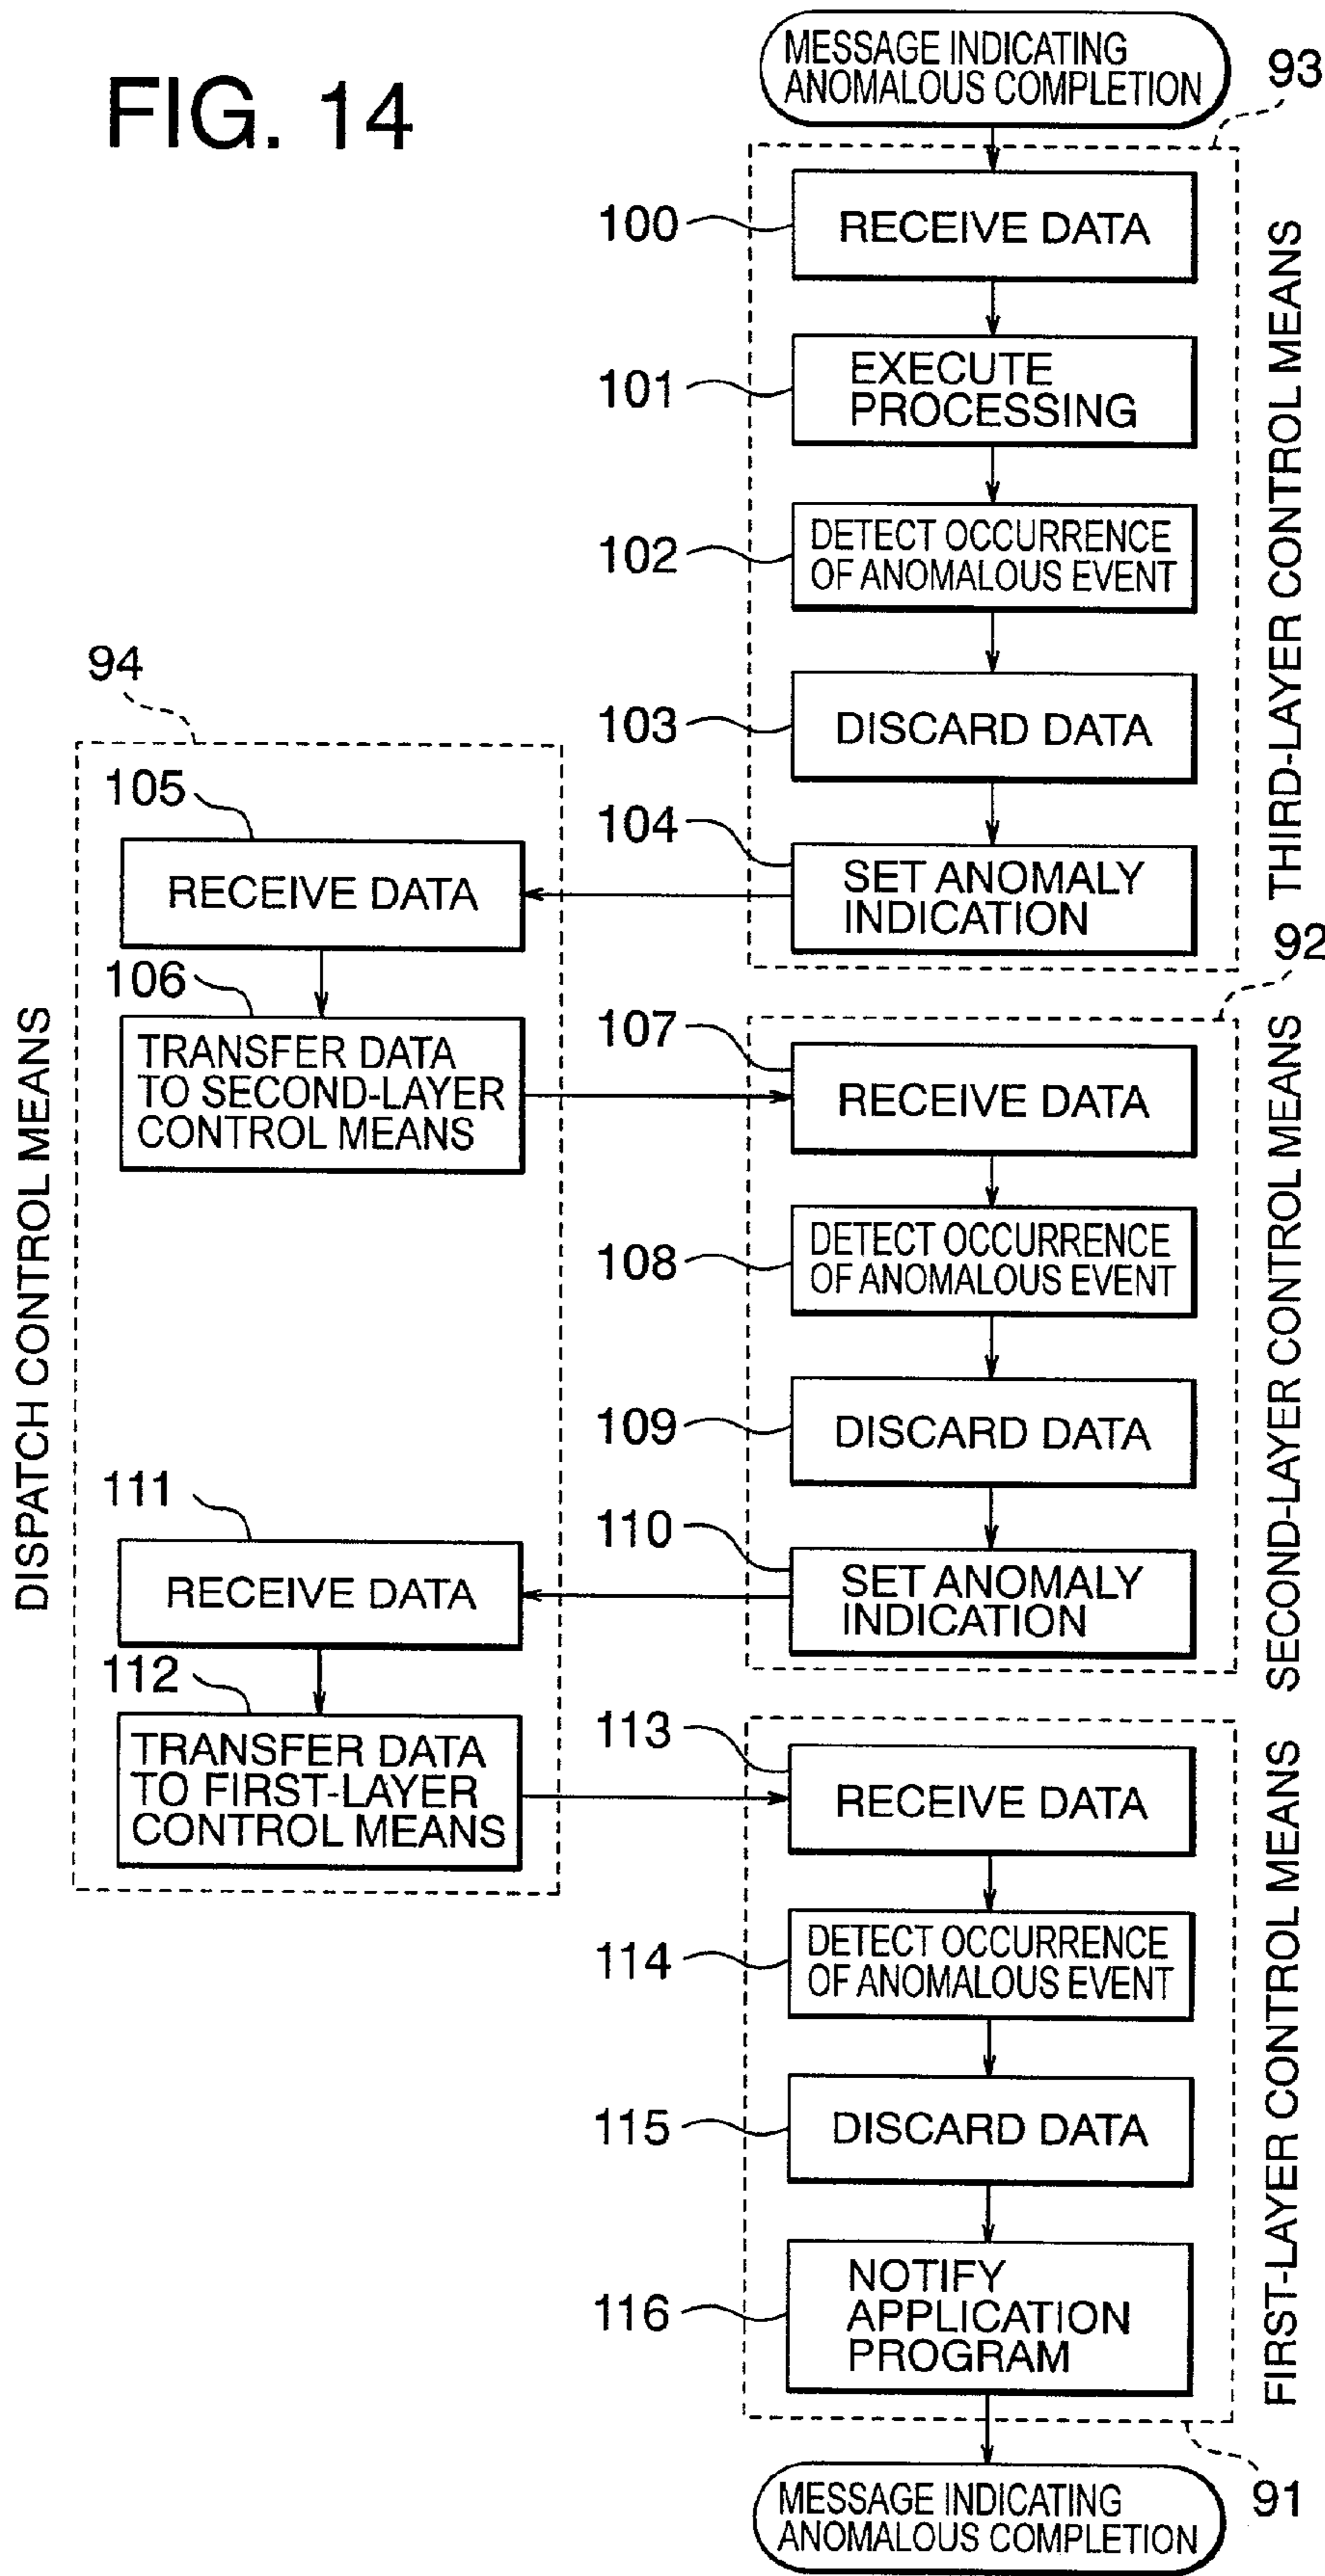 FIG. 14
MESSAGE INDICATING
ANOMALOUS COMPLETION
93
THIRD-LAYER CONTROL MEANS
100
RECEIVE DATA
101
EXECUTE
PROCESSING
102
DETECT OCCURRENCE
OF ANOMALOUS EVENT
103
DISCARD DATA
104
SET ANOMALY
INDICATION
94
DISPATCH CONTROL MEANS
105
RECEIVE DATA
106
TRANSFER DATA
TO SECOND-LAYER
CONTROL MEANS
92
SECOND-LAYER CONTROL MEANS
107
RECEIVE DATA
108
DETECT OCCURRENCE
OF ANOMALOUS EVENT
109
DISCARD DATA
110
SET ANOMALY
INDICATION
111
RECEIVE DATA
112
TRANSFER DATA
TO FIRST-LAYER
CONTROL MEANS
FIRST-LAYER CONTROL MEANS
113
RECEIVE DATA
114
DETECT OCCURRENCE
OF ANOMALOUS EVENT
115
DISCARD DATA
116
NOTIFY
APPLICATION
PROGRAM
91
MESSAGE INDICATING
ANOMALOUS COMPLETION